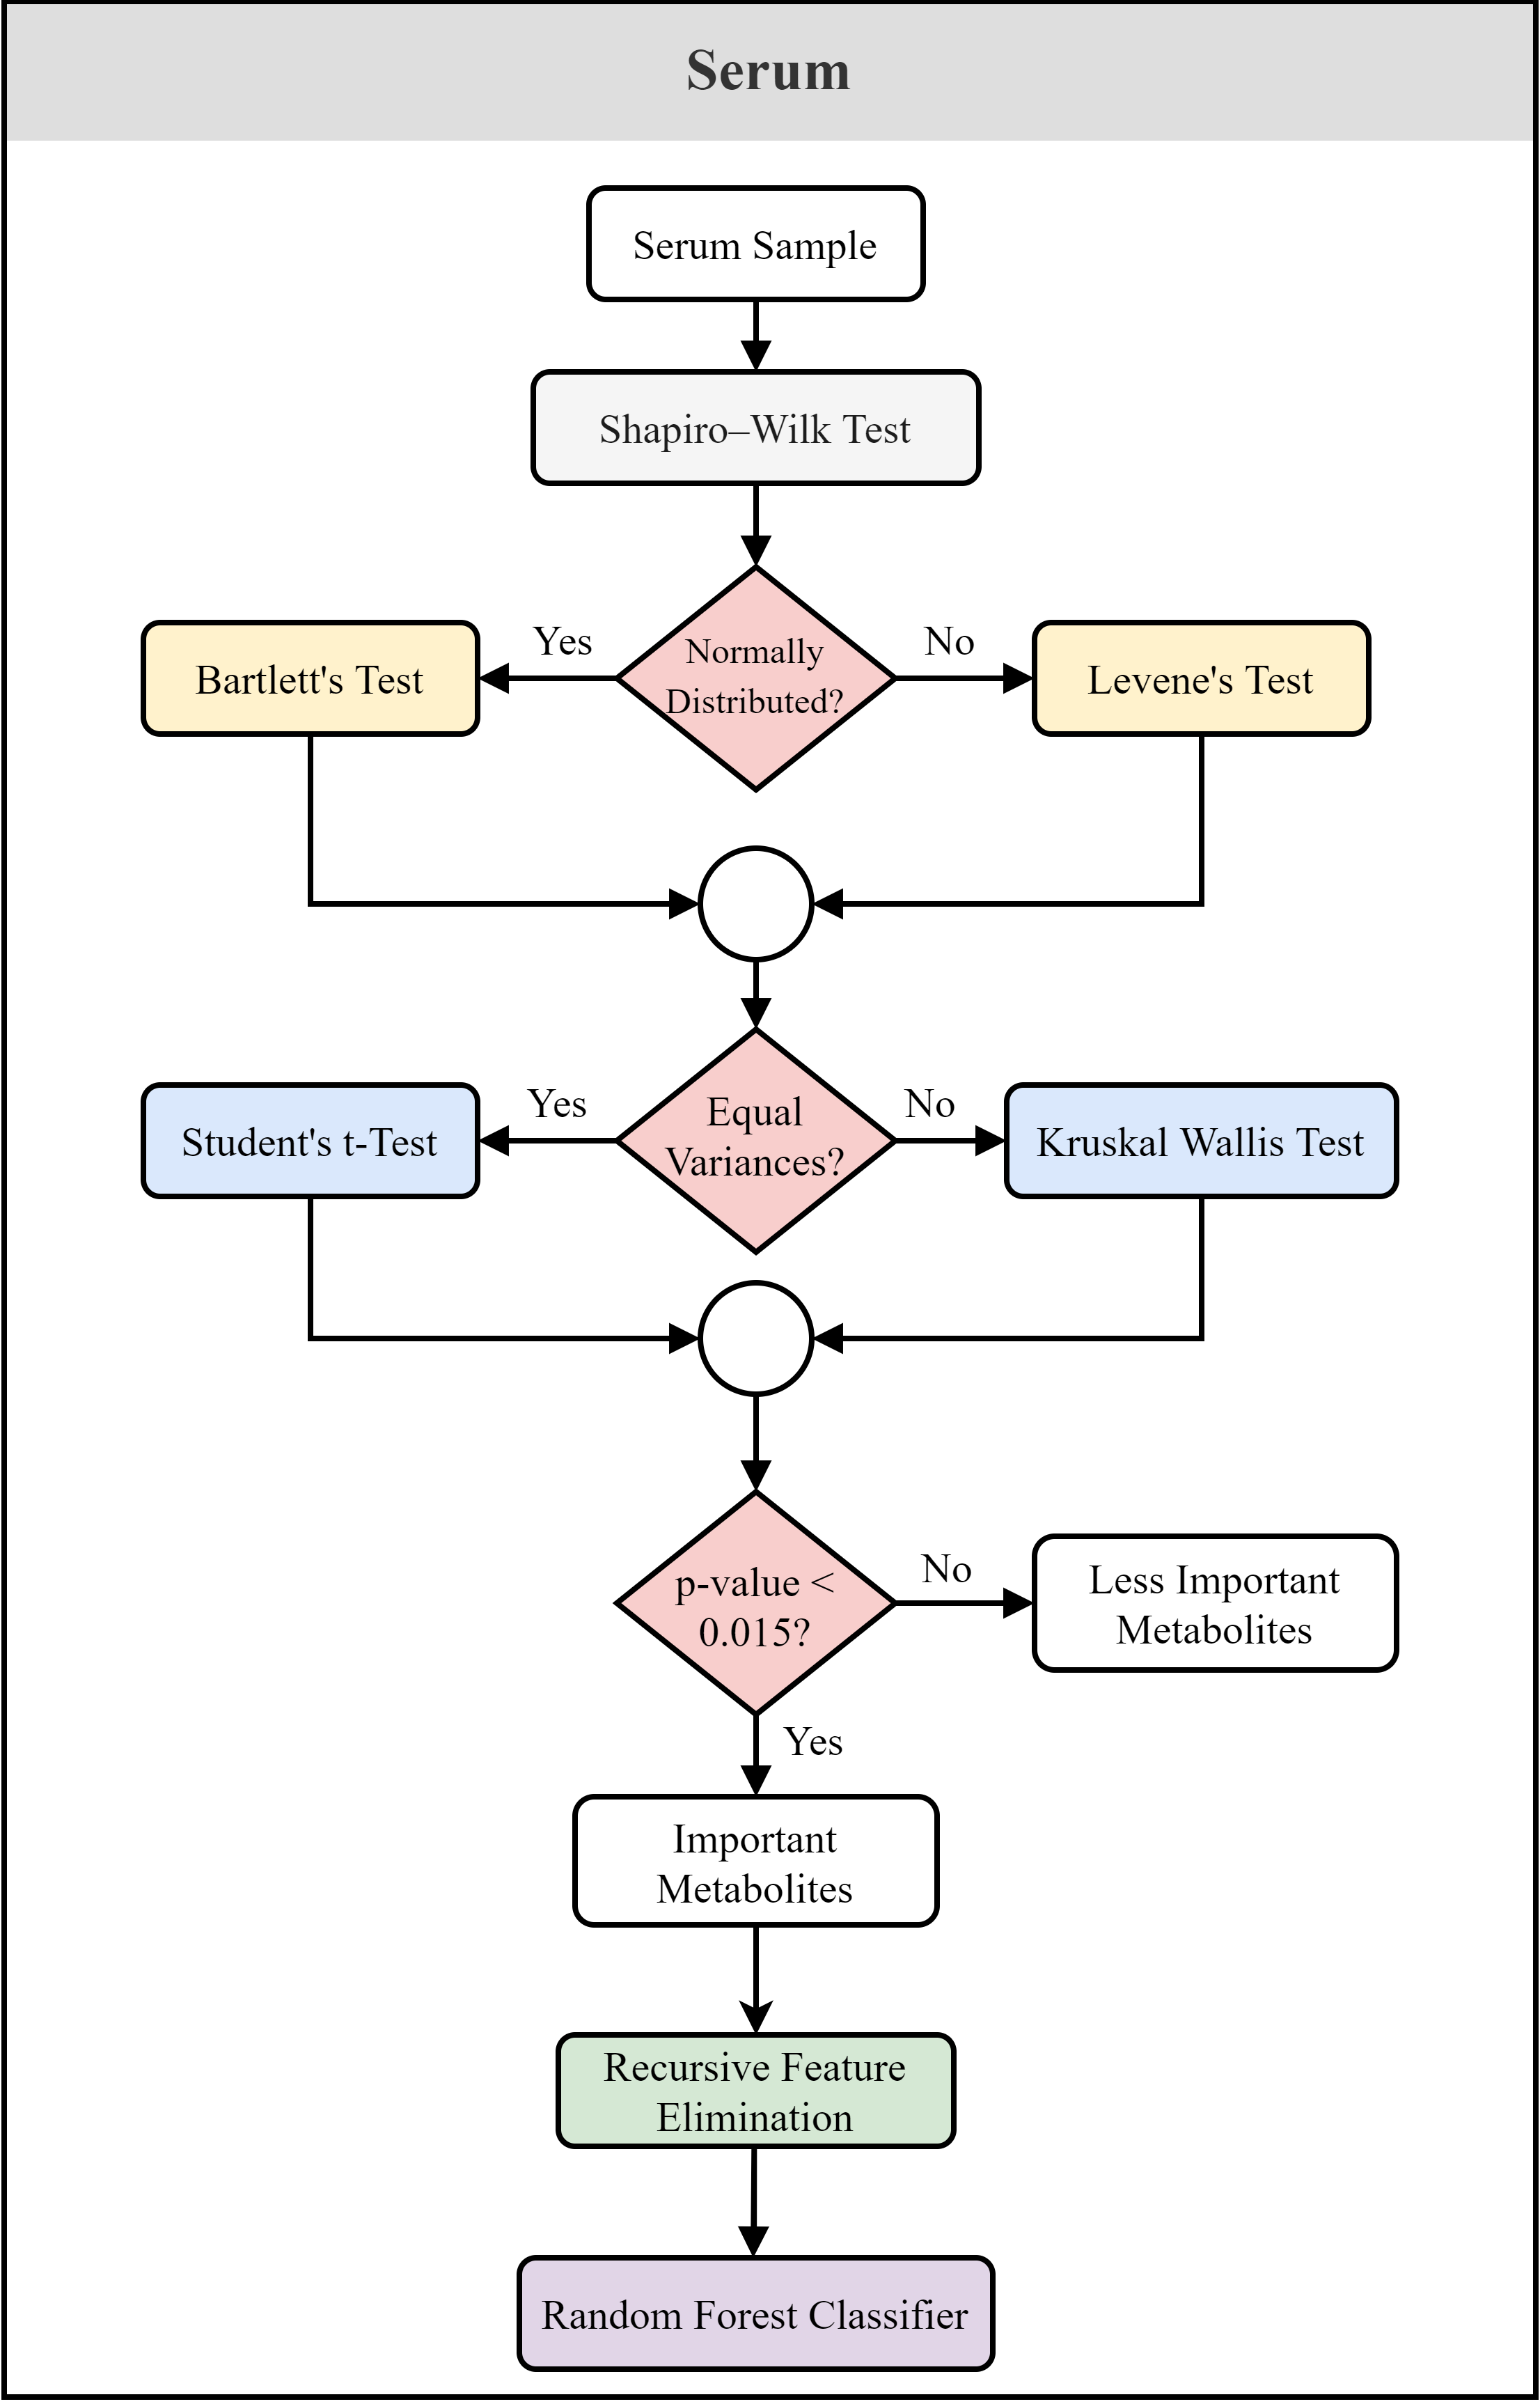 Serum
Serum Sample
Shapiro–Wilk Test
Yes
No
Bartlett's Test
Normally
Distributed?
Levene's Test
Yes
No
Student's t-Test
Equal
Variances?
Kruskal Wallis Test
p-value <
0.015?
No
Less Important
Metabolites
Yes
Important
Metabolites
Recursive Feature
Elimination
Random Forest Classifier